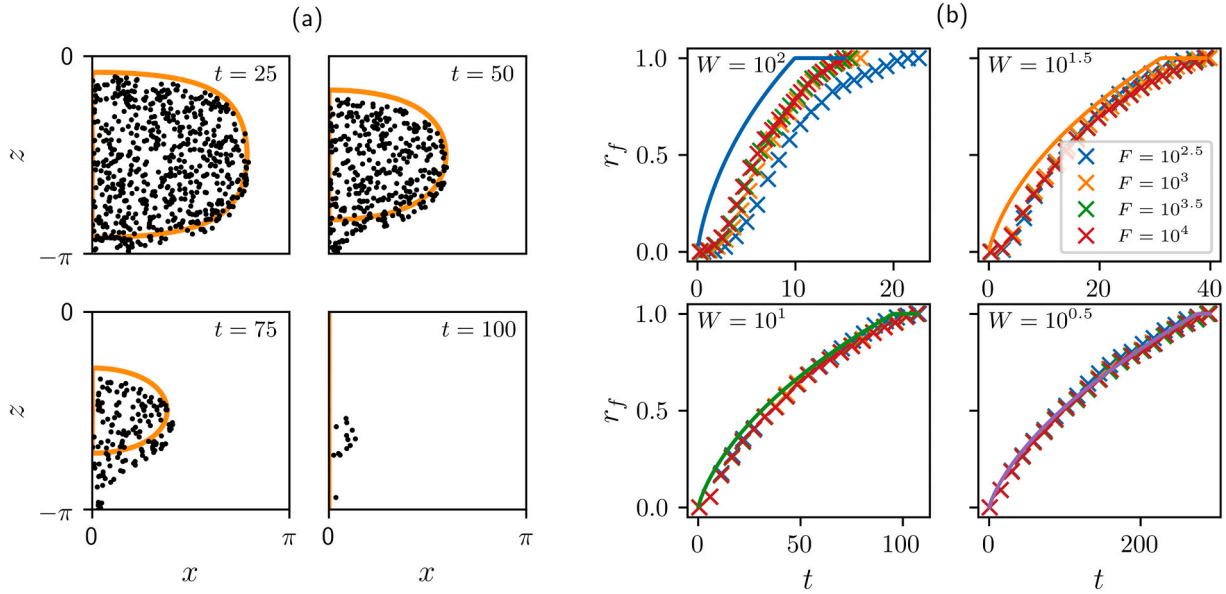 (a)
(b)
0
t = 25
t = 50
z
−π
0
t = 75
t = 100
z
−π
0
π
0
π
x
x
1.0
W = 10²
r_f
0.5
0.0
0
10
20
W = 10^{1.5}
F = 10^{2.5}
F = 10³
F = 10^{3.5}
F = 10⁴
0
20
40
1.0
W = 10¹
r_f
0.5
0.0
0
50
100
t
W = 10^{0.5}
0
200
t